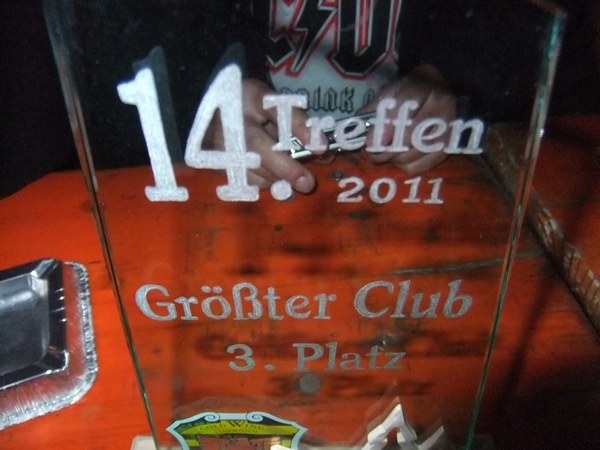 14. Treffen
2011
Größter Club
3. Platz